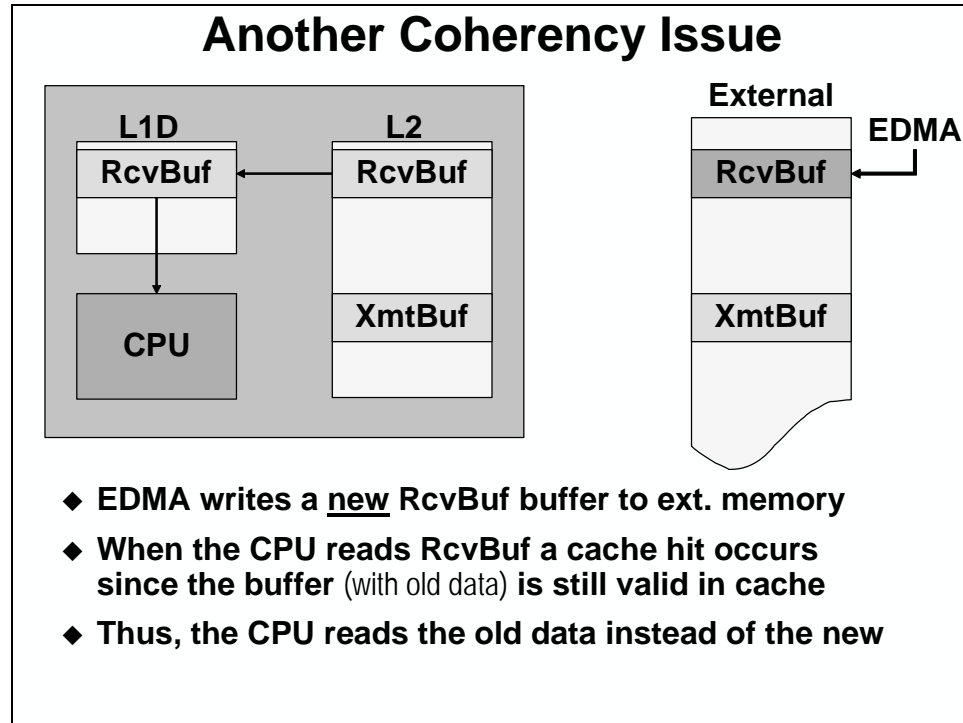 Another Coherency Issue
External
L1D
L2
EDMA
RcvBuf
RcvBuf
RcvBuf
CPU
XmtBuf
XmtBuf
◆ EDMA writes a new RcvBuf buffer to ext. memory
◆ When the CPU reads RcvBuf a cache hit occurs
since the buffer (with old data) is still valid in cache
◆ Thus, the CPU reads the old data instead of the new